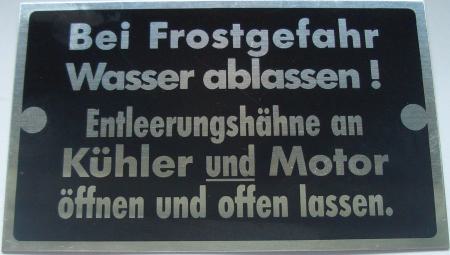 Bei Frostgefahr
Wasser ablassen !
Entleerungshähne an
Kühler und Motor
öffnen und offen lassen.